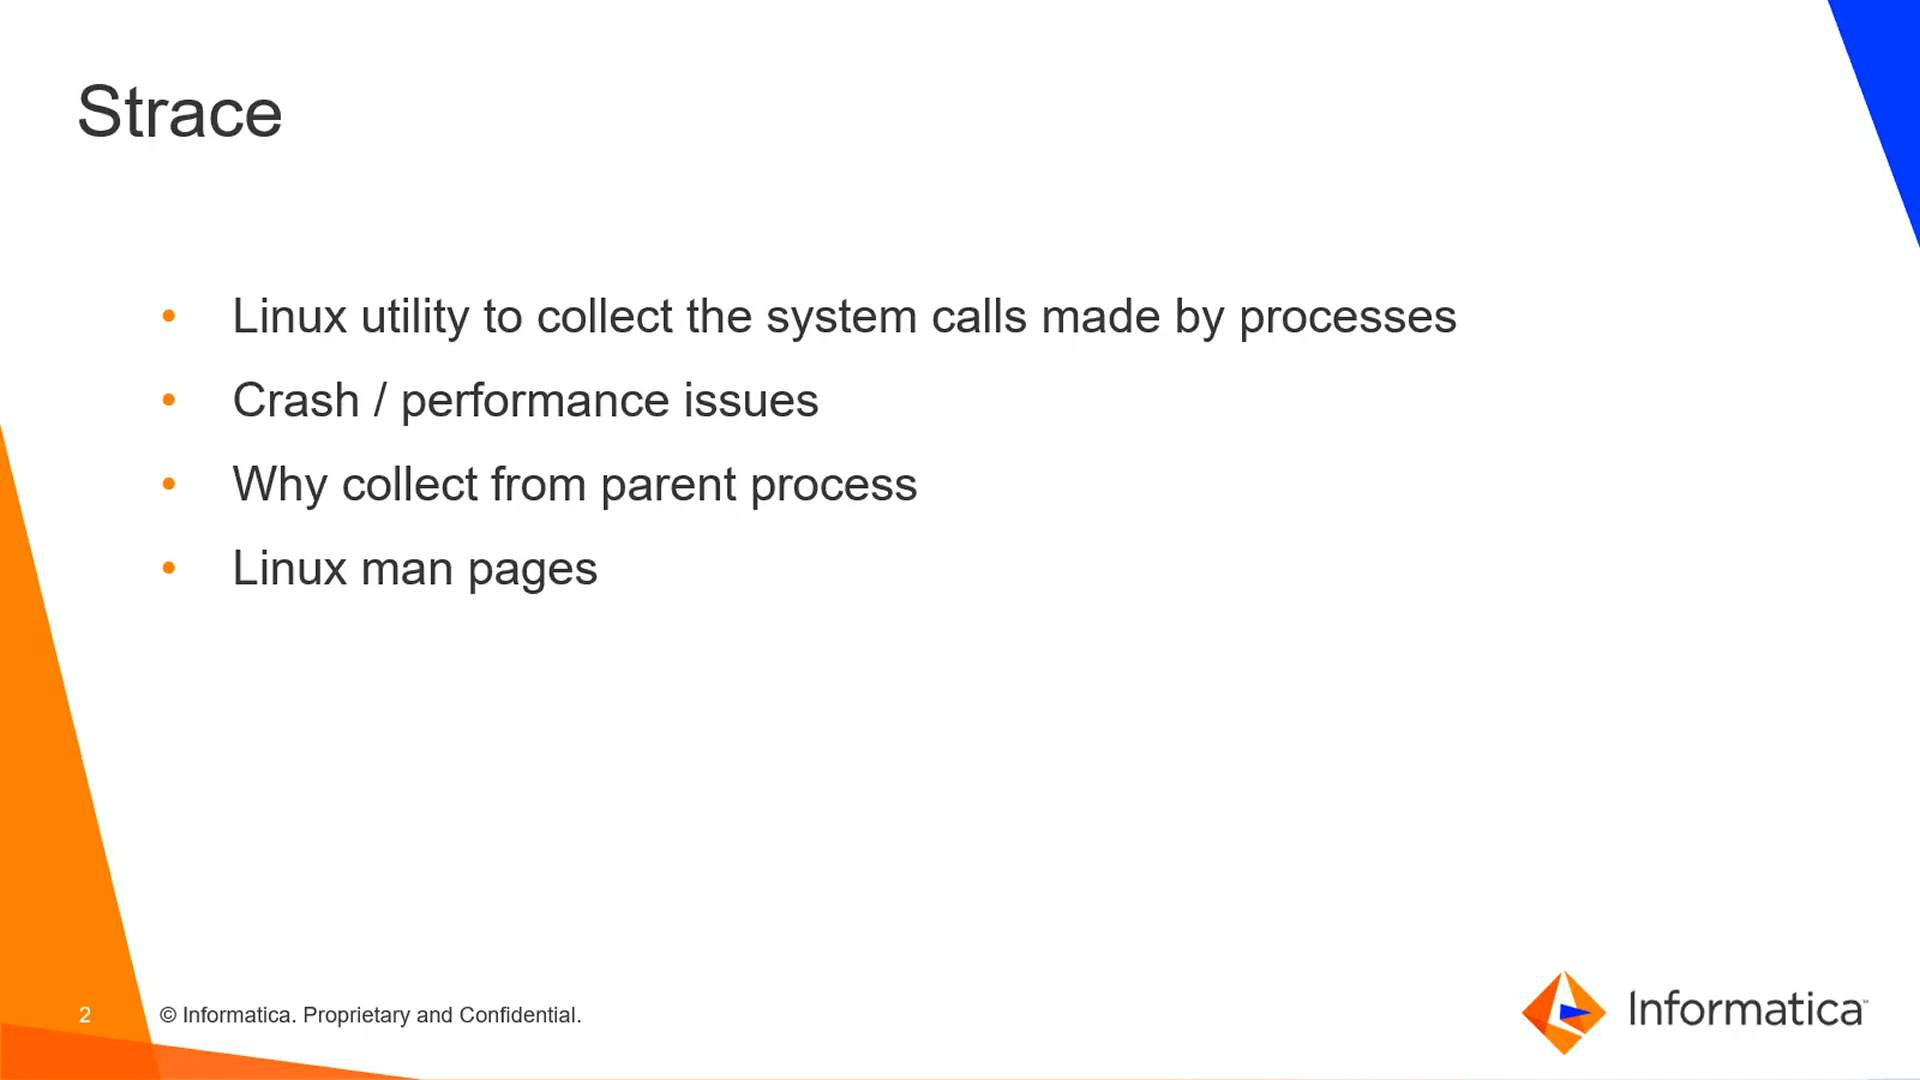 Strace
• Linux utility to collect the system calls made by processes
• Crash / performance issues
• Why collect from parent process
• Linux man pages
2 © Informatica. Proprietary and Confidential.
Informatica™